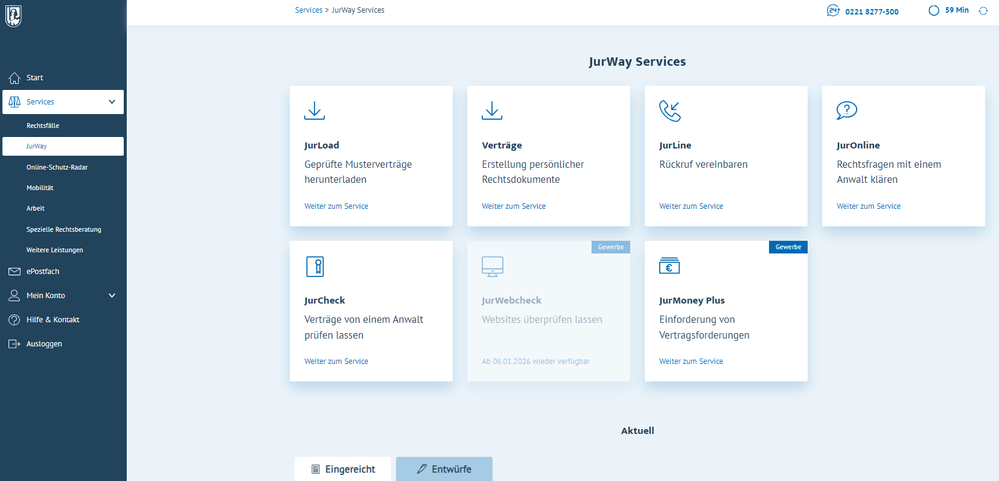 Services > JurWay Services
0221 8277-500
59 Min
Start
Services
Rechtsfälle
JurWay
Online-Schutz-Radar
Mobilität
Arbeit
Spezielle Rechtsberatung
Weitere Leistungen
ePostfach
Mein Konto
Hilfe & Kontakt
Ausloggen
JurWay Services
JurLoad
Geprüfte Musterverträge
herunterladen
Weiter zum Service
Verträge
Erstellung persönlicher
Rechtsdokumente
Weiter zum Service
JurLine
Rückruf vereinbaren
Weiter zum Service
JurOnline
Rechtsfragen mit einem
Anwalt klären
Weiter zum Service
JurCheck
Verträge von einem Anwalt
prüfen lassen
Weiter zum Service
Gewerbe
JurWebcheck
Websites überprüfen lassen
Ab 06.01.2026 wieder verfügbar
Gewerbe
JurMoney Plus
Einforderung von
Vertragsforderungen
Weiter zum Service
Aktuell
Eingereicht
Entwürfe